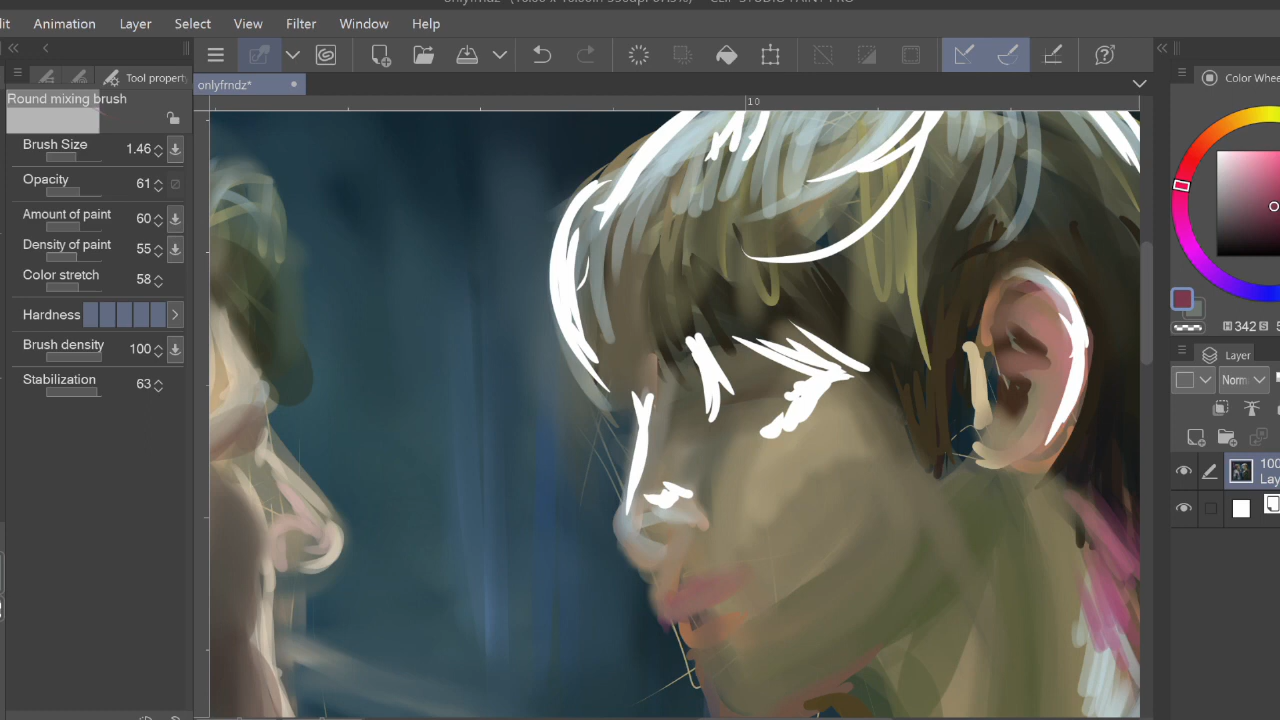 Animation Layer Select View Filter Window Help
onlyfrndz*
Tool propert
Round mixing brush
Brush Size 1.46
Opacity 61
Amount of paint 60
Density of paint 55
Color stretch 58
Hardness
Brush density 100
Stabilization 63
10
Color Whee
H 342 S
Layer
Norm
100
Lay